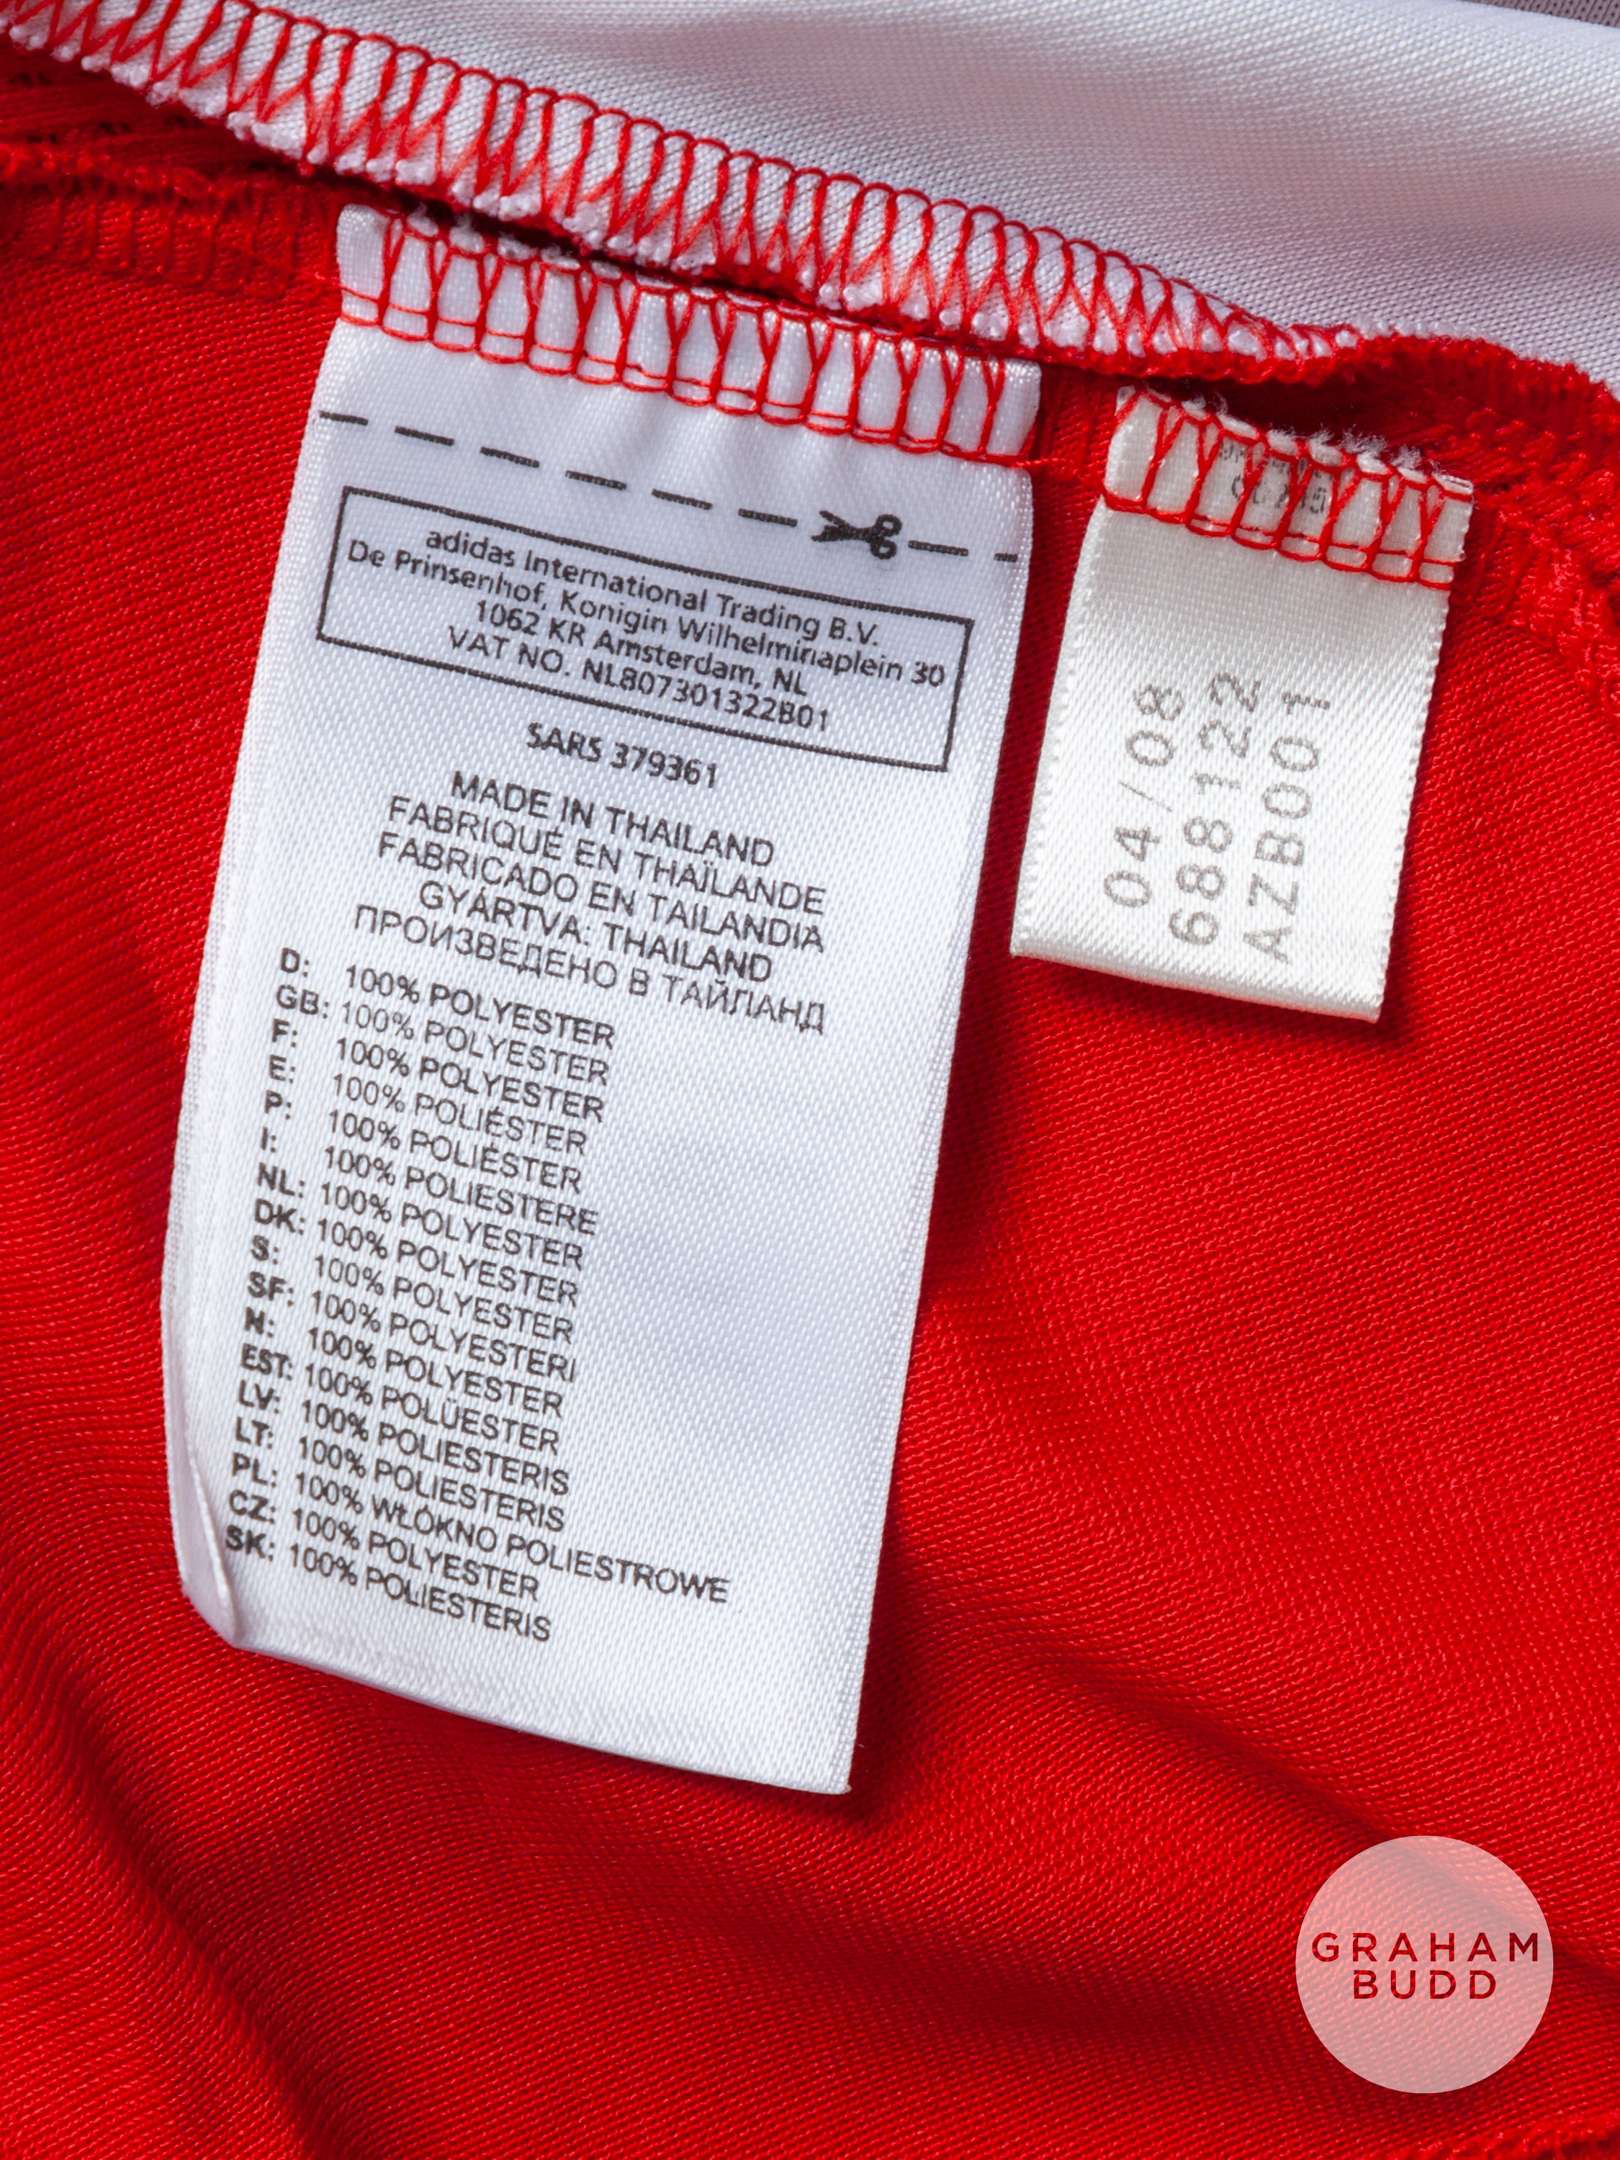 adidas International Trading B.V.
De Prinsenhof, Konigin Wilhelminaplein 30
1062 KR Amsterdam, NL
VAT NO. NL807301322B01
SARS 379361
MADE IN THAILAND
FABRIQUÉ EN THAÏLANDE
FABRICADO EN TAILANDIA
GYÁRTVA: THAILAND
ПРОИЗВЕДЕНО В ТАЙЛАНД
D: 100% POLYESTER
GB: 100% POLYESTER
F: 100% POLYESTER
E: 100% POLIÉSTER
P: 100% POLIÉSTER
I: 100% POLIESTERE
NL: 100% POLYESTER
DK: 100% POLYESTER
S: 100% POLYESTER
SF: 100% POLYESTERI
N: 100% POLYESTER
EST: 100% POLÜESTER
LV: 100% POLIESTERIS
LT: 100% POLIESTERIS
PL: 100% WŁÓKNO POLIESTROWE
CZ: 100% POLYESTER
SK: 100% POLIESTERIS
04/08
688122
AZB001
GRAHAM
BUDD